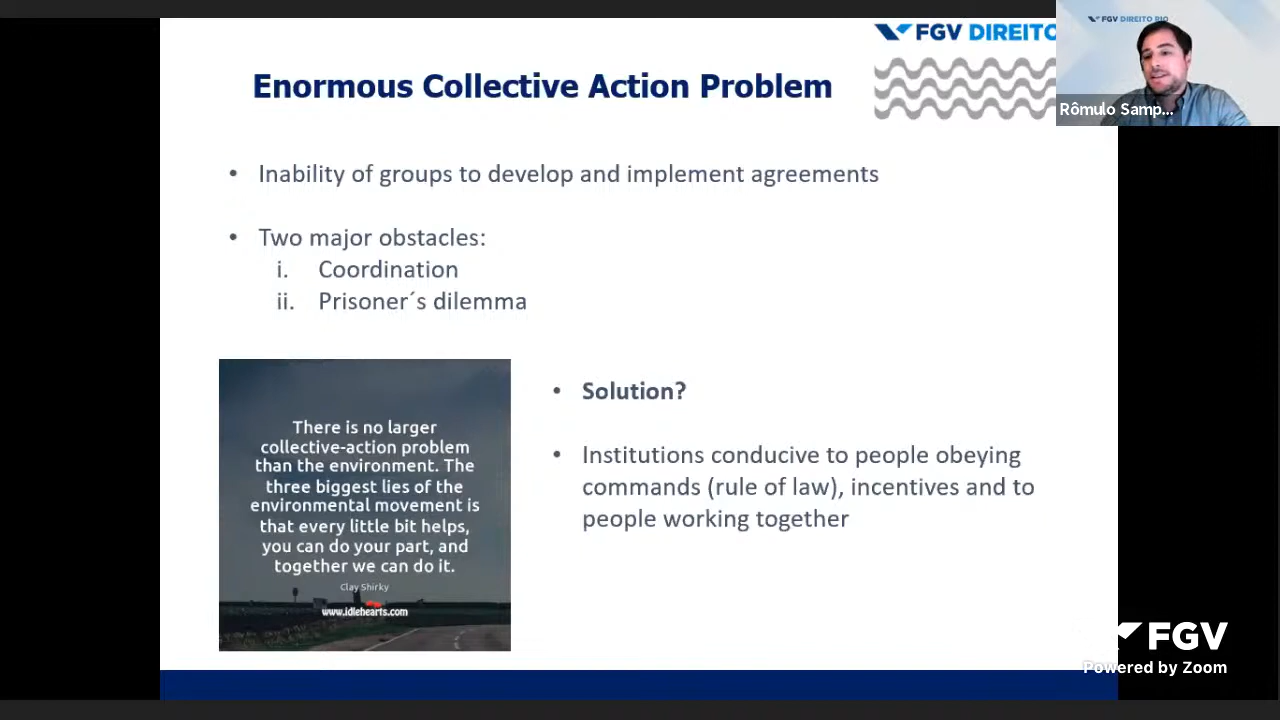 FGV DIREITO
FGV DIREITO RIO
Rômulo Samp...
Enormous Collective Action Problem
• Inability of groups to develop and implement agreements
• Two major obstacles:
i. Coordination
ii. Prisoner´s dilemma
There is no larger
collective-action problem
than the environment. The
three biggest lies of the
environmental movement is
that every little bit helps,
you can do your part, and
together we can do it.
Clay Shirky
www.idlehearts.com
• Solution?
• Institutions conducive to people obeying
commands (rule of law), incentives and to
people working together
FGV
Powered by Zoom